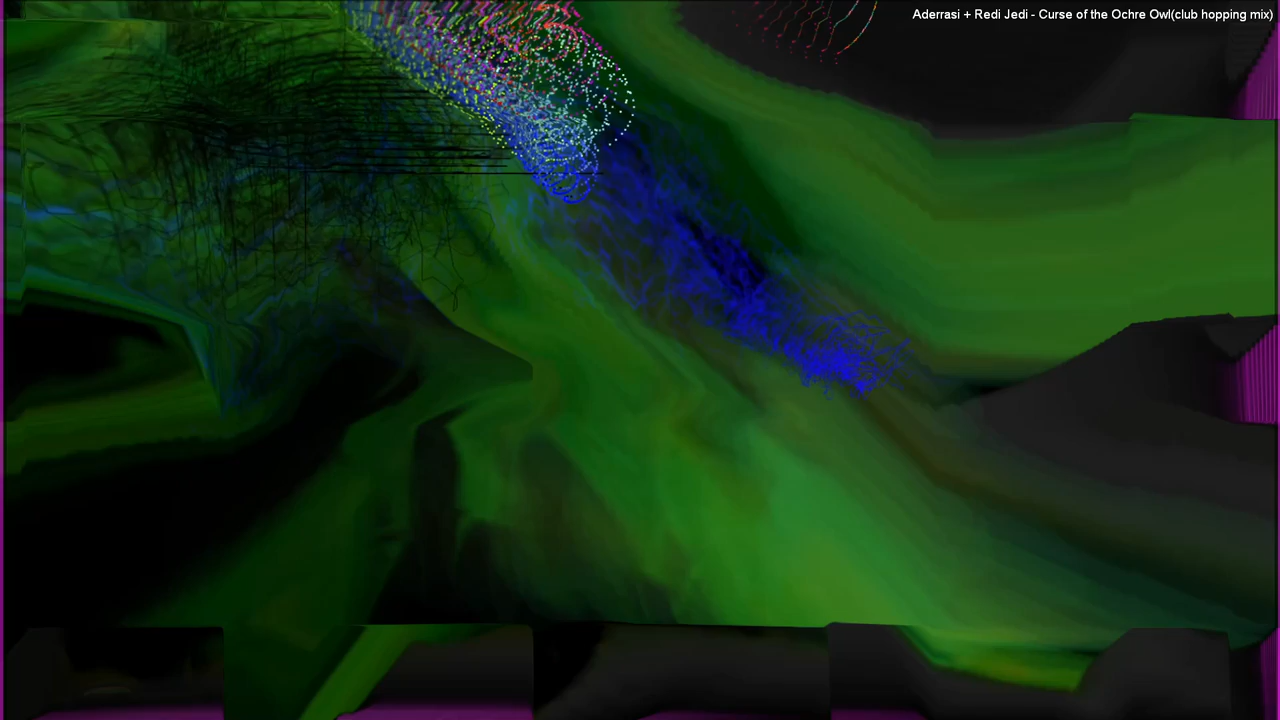 Aderrasi + Redi Jedi - Curse of the Ochre Owl(club hopping mix)